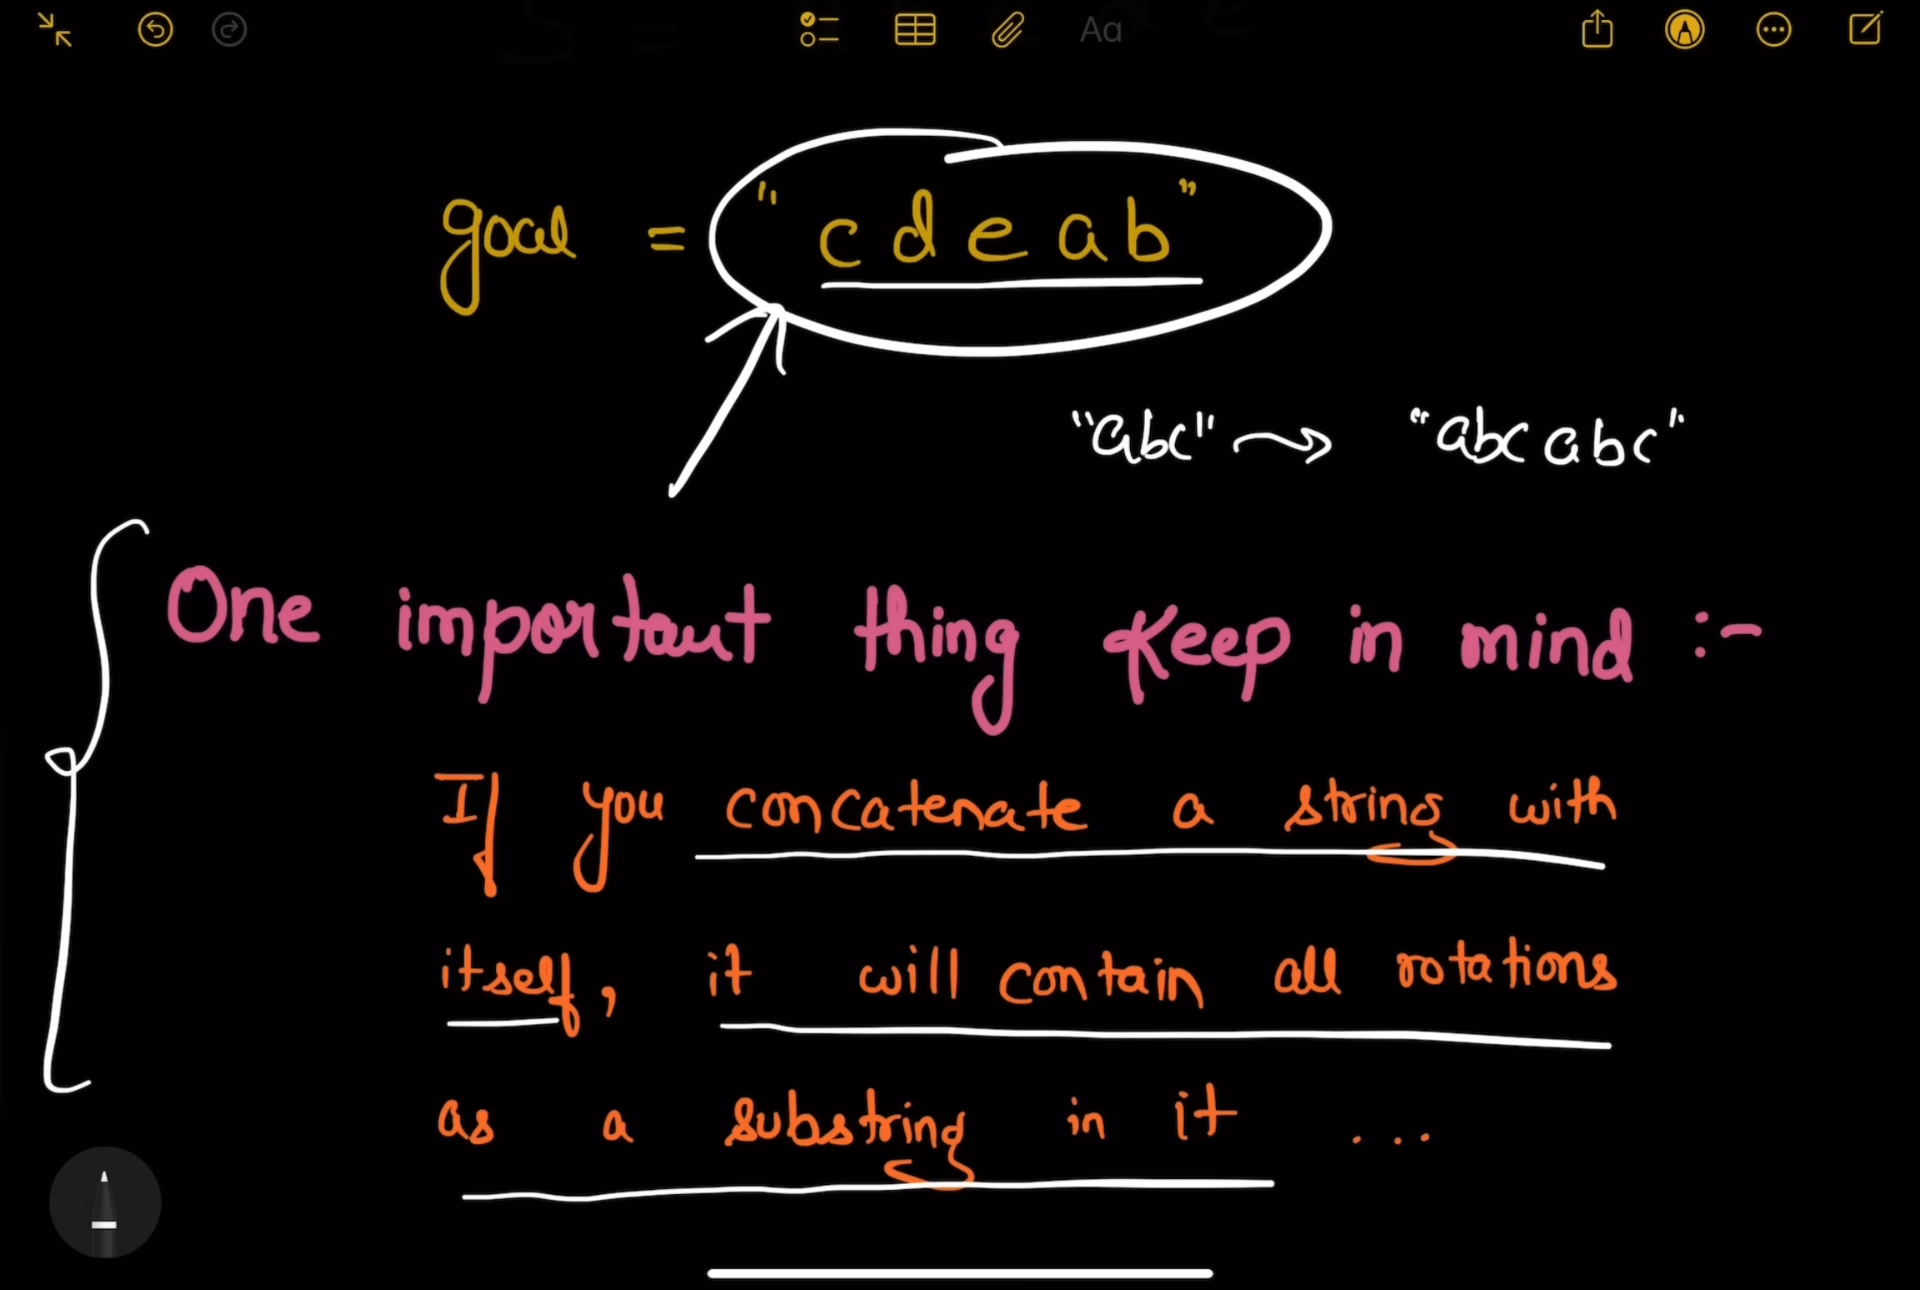 Aa
goal = "cdeab"
"abc" → "abcabc"
One important thing Keep in mind :-
If you concatenate a string with
itself, it will contain all rotations
as a substring in it ...